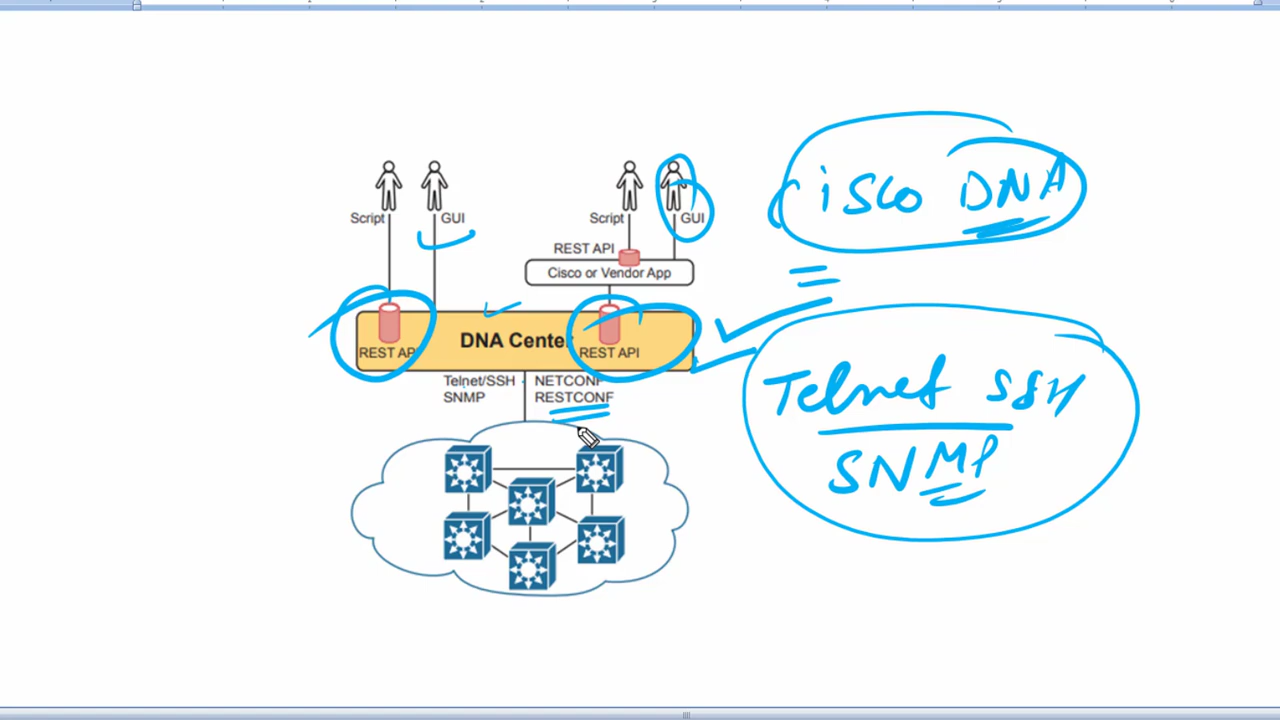 Script GUI
Script GUI
REST API
Cisco or Vendor App
DNA Center
REST AP
REST API
Telnet/SSH
SNMP
NETCONF
RESTCONF
Cisco DNA
Telnet SSH
SNMP